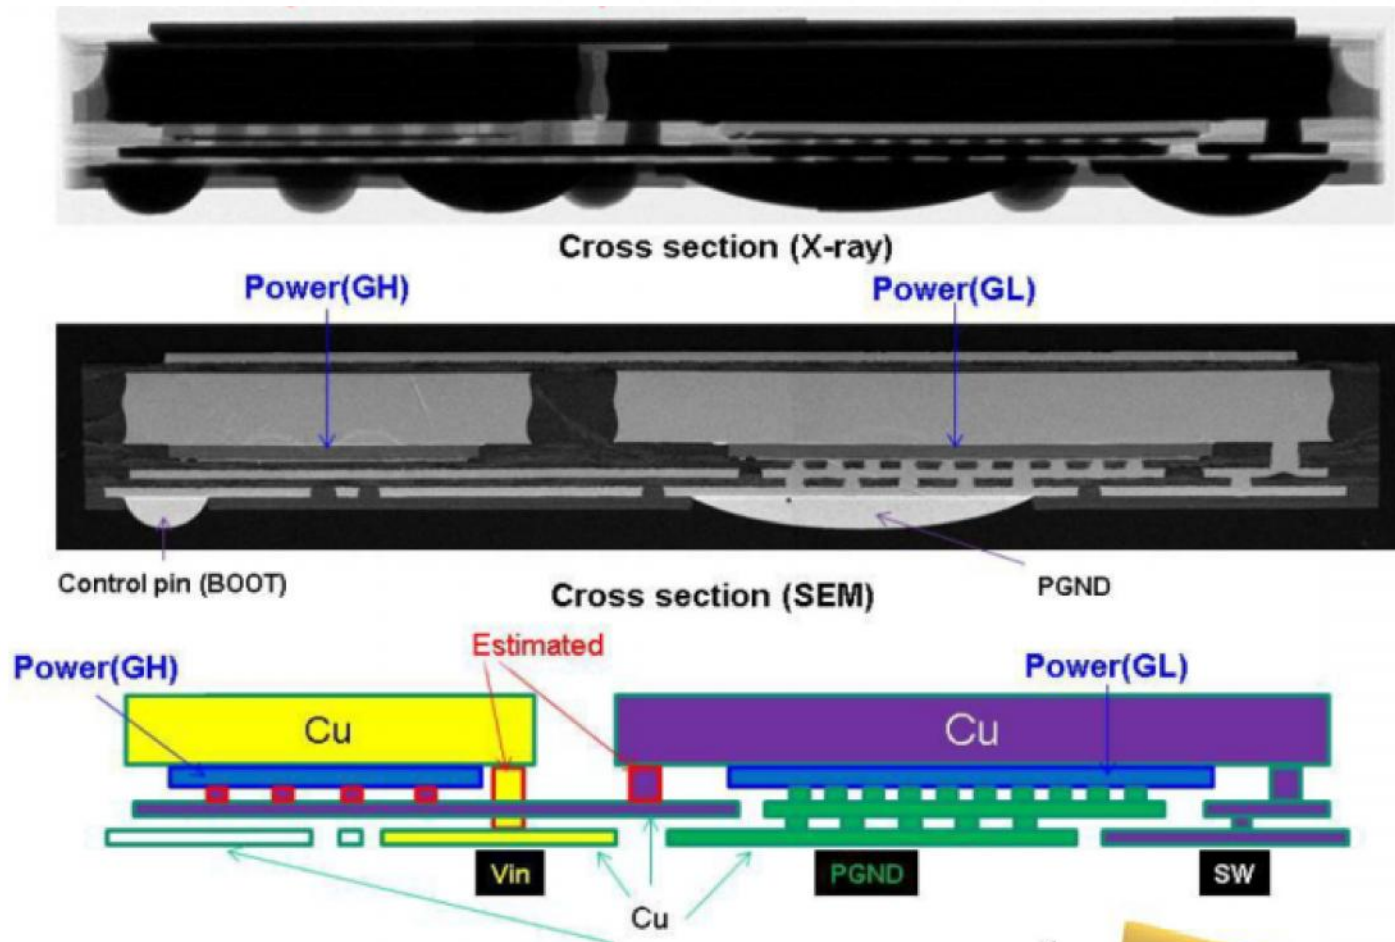 Cross section (X-ray)
Power(GH)
Power(GL)
Control pin (BOOT)
PGND
Cross section (SEM)
Estimated
Power(GH)
Power(GL)
Cu
Cu
Vin
PGND
SW
Cu